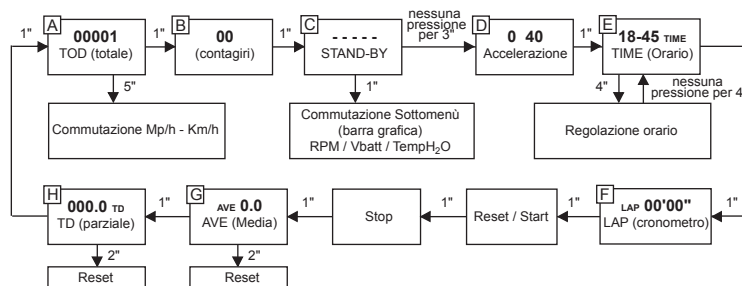 A
00001
TOD (totale)
1"
1"
B
00
(contagiri)
1"
C
- - - - -
STAND-BY
nessuna
pressione
per 3"
D
0 40
Accelerazione
1"
E
18-45 TIME
TIME (Orario)
5"
Commutazione Mp/h - Km/h
1"
Commutazione Sottomenù
(barra grafica)
RPM / Vbatt / TempH2O
4"
nessuna
pressione per 4
Regolazione orario
H
000.0 TD
TD (parziale)
1"
G
AVE 0.0
AVE (Media)
1"
Stop
1"
Reset / Start
1"
F
LAP 00'00"
LAP (cronometro)
1"
2"
Reset
2"
Reset